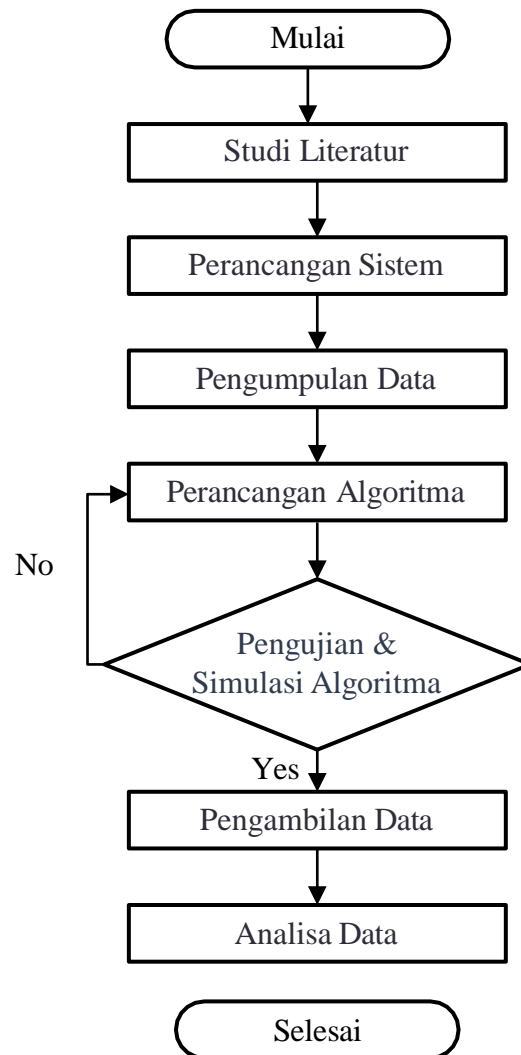 Mulai
Studi Literatur
Perancangan Sistem
Pengumpulan Data
Perancangan Algoritma
No
Pengujian &
Simulasi Algoritma
Yes
Pengambilan Data
Analisa Data
Selesai